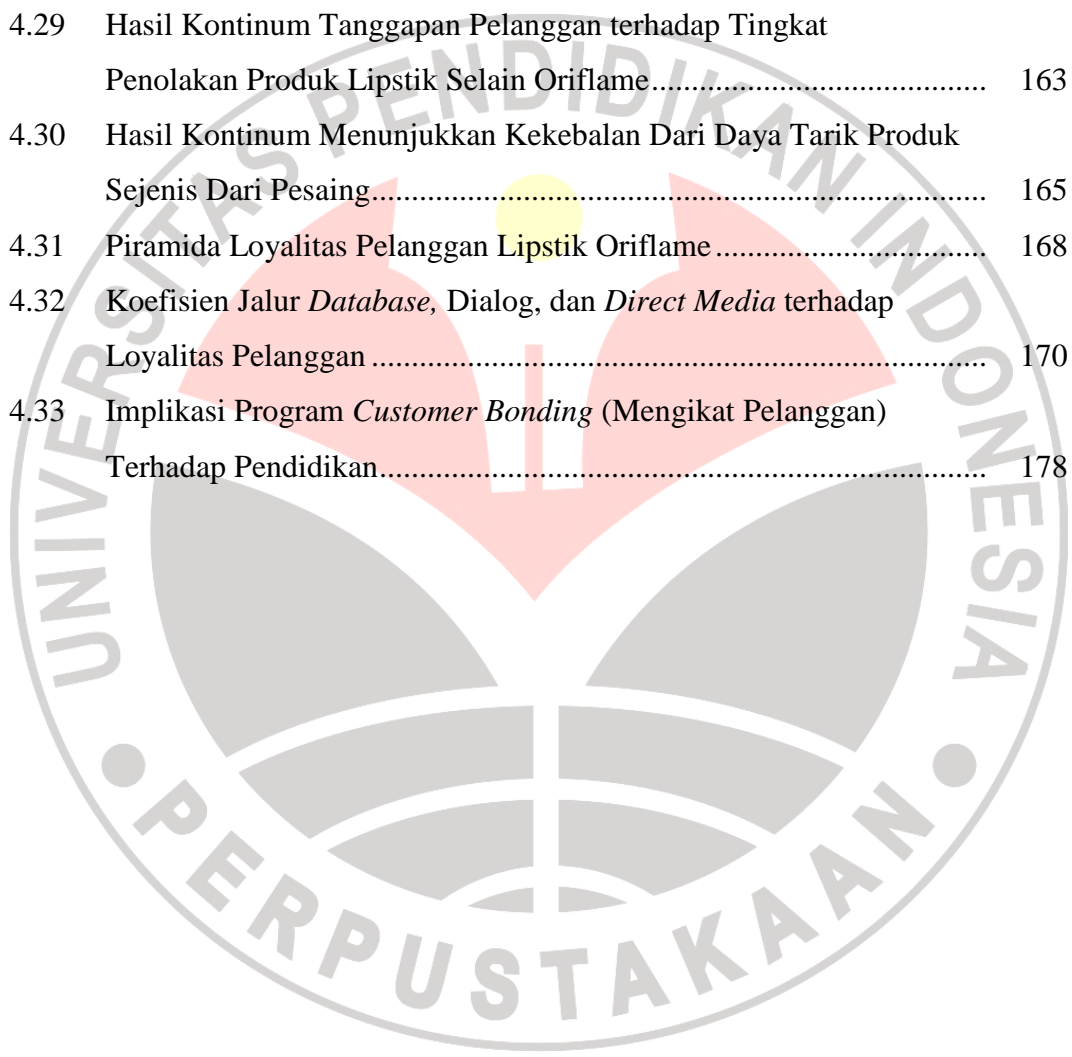 4.29 Hasil Kontinum Tanggapan Pelanggan terhadap Tingkat
Penolakan Produk Lipstik Selain Oriflame.................................... 163
4.30 Hasil Kontinum Menunjukkan Kekebalan Dari Daya Tarik Produk
Sejenis Dari Pesaing.......................................................................... 165
4.31 Piramida Loyalitas Pelanggan Lipstik Oriflame............................. 168
4.32 Koefisien Jalur Database, Dialog, dan Direct Media terhadap
Loyalitas Pelanggan.......................................................................... 170
4.33 Implikasi Program Customer Bonding (Mengikat Pelanggan)
Terhadap Pendidikan......................................................................... 178
UNIVERSITAS PENDIDIKAN INDONESIA
PERPUSTAKAAN